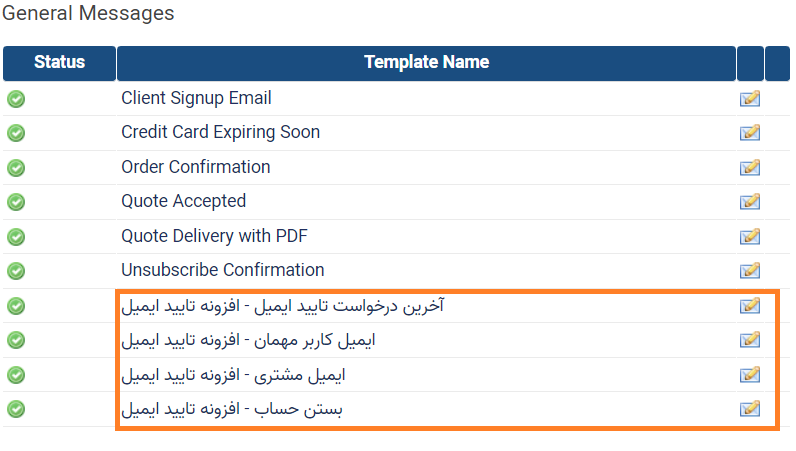 General Messages
Status Template Name
Client Signup Email
Credit Card Expiring Soon
Order Confirmation
Quote Accepted
Quote Delivery with PDF
Unsubscribe Confirmation
آخرین درخواست تایید ایمیل - افزونه تایید ایمیل
ایمیل کاربر مهمان - افزونه تایید ایمیل
ایمیل مشتری - افزونه تایید ایمیل
بستن حساب - افزونه تایید ایمیل